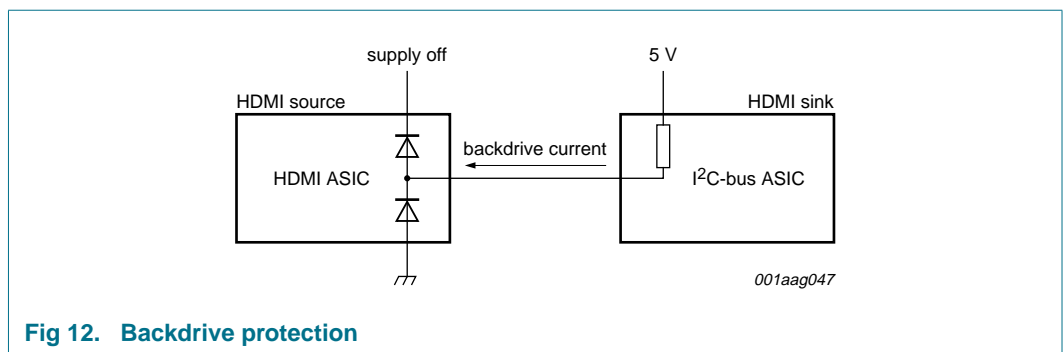 supply off
5 V
HDMI source
HDMI sink
backdrive current
HDMI ASIC
I²C-bus ASIC
001aag047
Fig 12. Backdrive protection